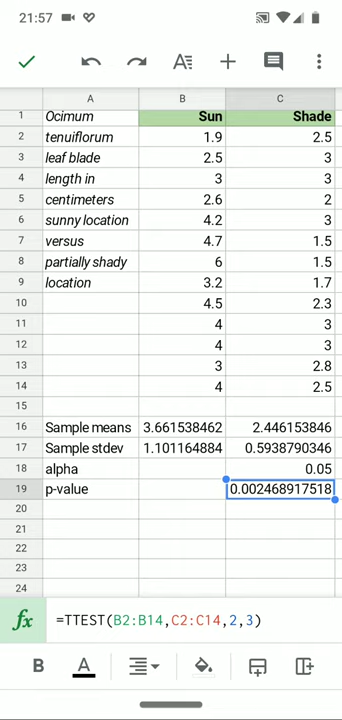 21:57
A
B
C
1 Ocimum Sun Shade
2 tenuiflorum 1.9 2.5
3 leaf blade 2.5 3
4 length in 3 3
5 centimeters 2.6 2
6 sunny location 4.2 3
7 versus 4.7 1.5
8 partially shady 6 1.5
9 location 3.2 1.7
10 4.5 2.3
11 4 3
12 4 3
13 3 2.8
14 4 2.5
15
16 Sample means 3.661538462 2.446153846
17 Sample stdev 1.101164884 0.5938790346
18 alpha 0.05
19 p-value 0.002468917518
20
21
22
23
24
fx =TTEST(B2:B14,C2:C14,2,3)
B A